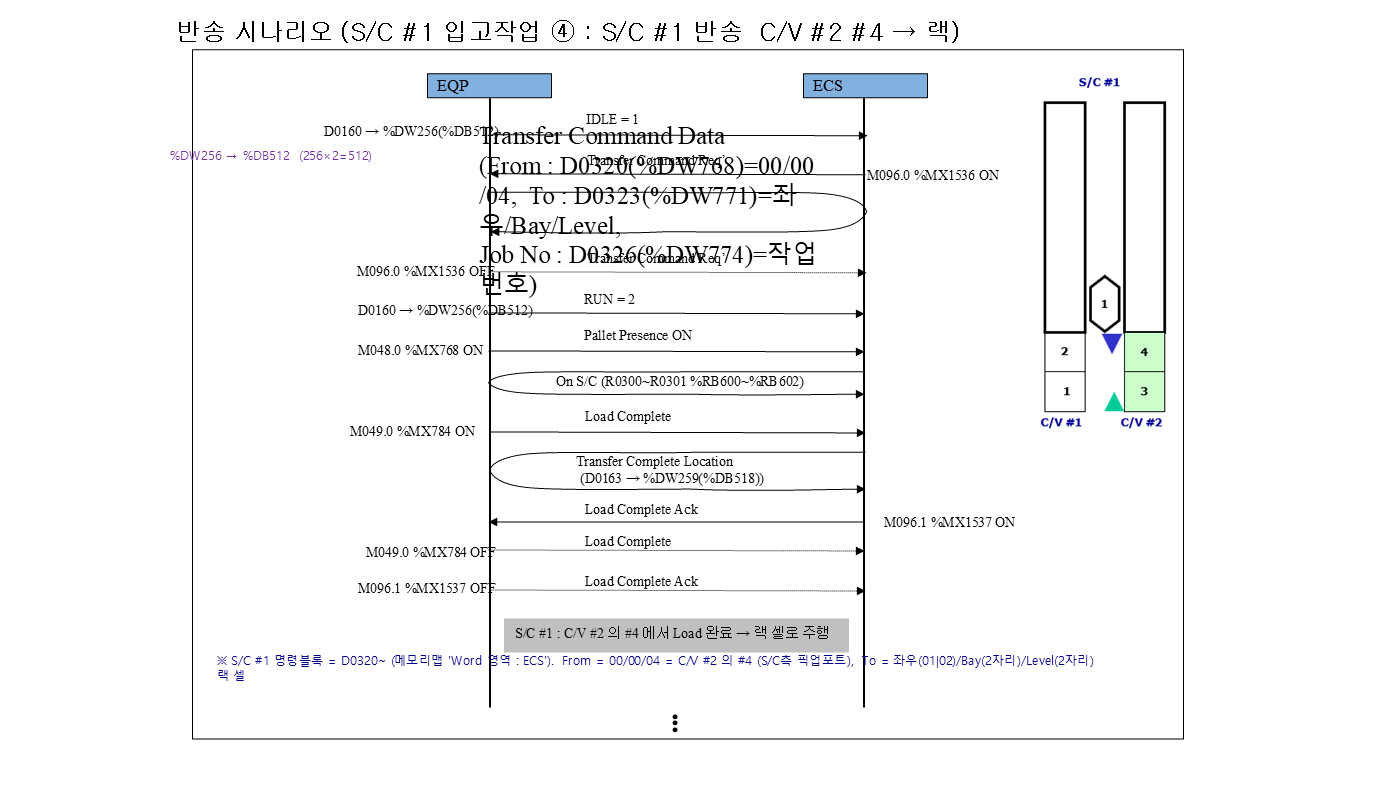 반송 시나리오 (S/C #1 입고작업 ④ : S/C #1 반송  C/V #2 #4 → 랙)
S/C #1
EQP
ECS
IDLE = 1
D0160 → %DW256(%DB512)
%DW256 → %DB512  (256×2=512)
Transfer Command Data
(From : D0320(%DW768)=00/00
/04,  To : D0323(%DW771)=좌
우/Bay/Level,
Job No : D0326(%DW774)=작업
번호)
Transfer Command Req'
M096.0 %MX1536 ON
Transfer Command Req'
M096.0 %MX1536 OFF
RUN = 2
D0160 → %DW256(%DB512)
Pallet Presence ON
M048.0 %MX768 ON
On S/C (R0300~R0301 %RB600~%RB602)
Load Complete
M049.0 %MX784 ON
Transfer Complete Location
(D0163 → %DW259(%DB518))
Load Complete Ack
M096.1 %MX1537 ON
Load Complete
M049.0 %MX784 OFF
Load Complete Ack
M096.1 %MX1537 OFF
1
2
4
1
3
C/V #1
C/V #2
S/C #1 : C/V #2 의 #4 에서 Load 완료 → 랙 셀로 주행
※ S/C #1 명령블록 = D0320~ (메모리맵 'Word 영역 : ECS').  From = 00/00/04 = C/V #2 의 #4 (S/C측 픽업포트),  To = 좌우(01|02)/Bay(2자리)/Level(2자리)
랙 셀